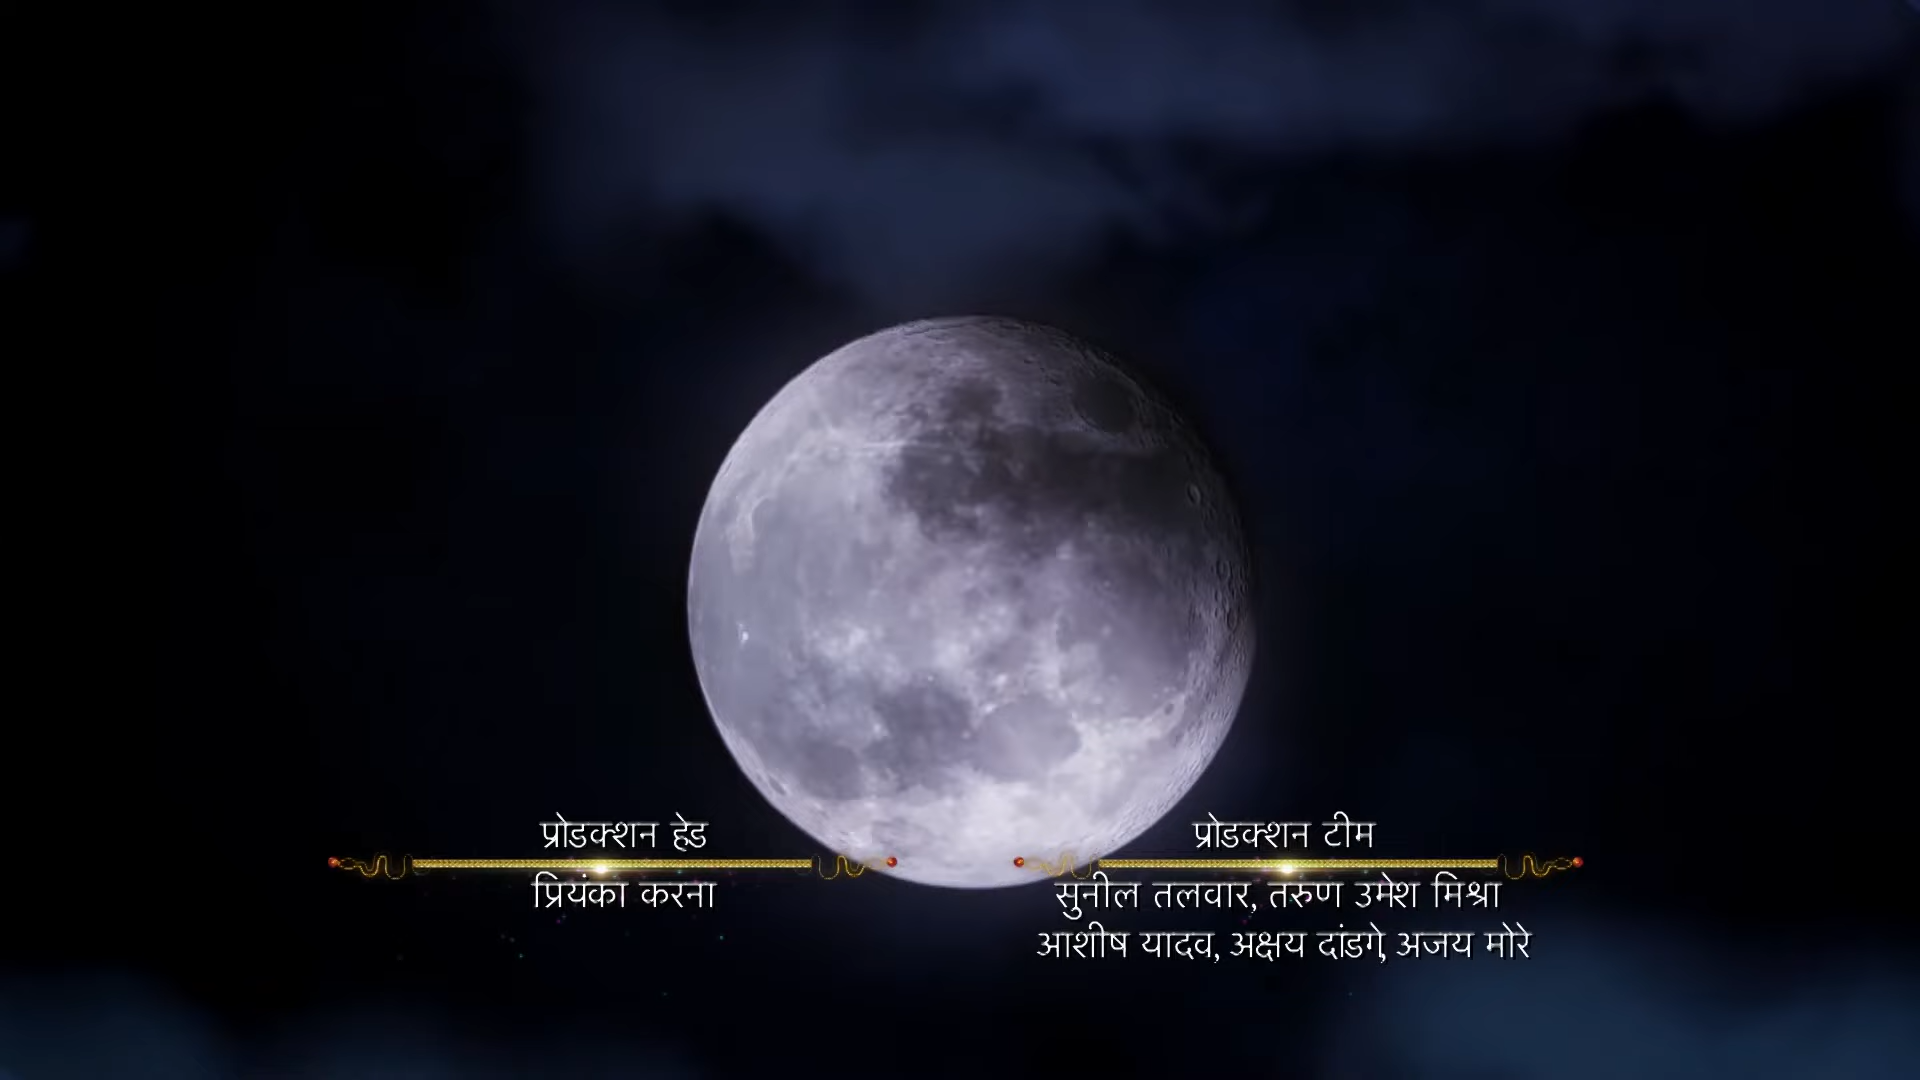 प्रोडक्शन हेड
प्रियंका करना
प्रोडक्शन टीम
सुनील तलवार, तरुण उमेश मिश्रा
आशीष यादव, अक्षय दांडगे, अजय मोरे